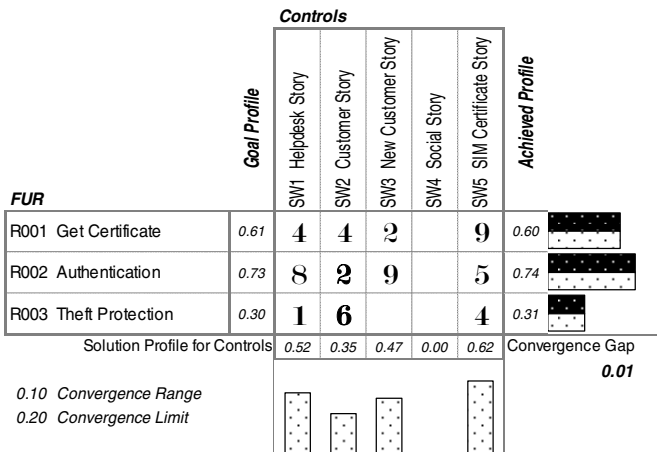 Controls
Goal Profile
SW1 Helpdesk Story
SW2 Customer Story
SW3 New Customer Story
SW4 Social Story
SW5 SIM Certificate Story
Achieved Profile
FUR
R001 Get Certificate 0.61 4 4 2 9 0.60
R002 Authentication 0.73 8 2 9 5 0.74
R003 Theft Protection 0.30 1 6 4 0.31
Solution Profile for Controls 0.52 0.35 0.47 0.00 0.62 Convergence Gap
0.01
0.10 Convergence Range
0.20 Convergence Limit